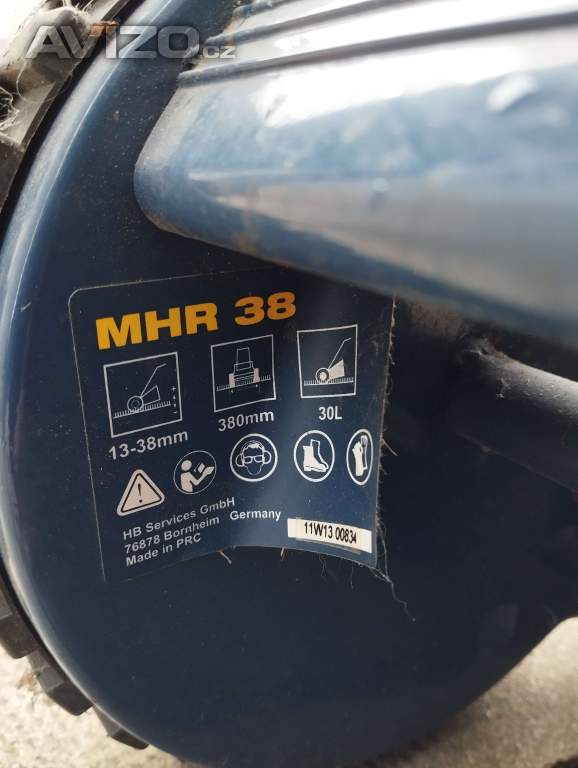 AVIZO.cz
MHR 38
13-38mm
380mm
30L
HB Services GmbH
76878 Bornheim Germany
Made in PRC
11W13 00834